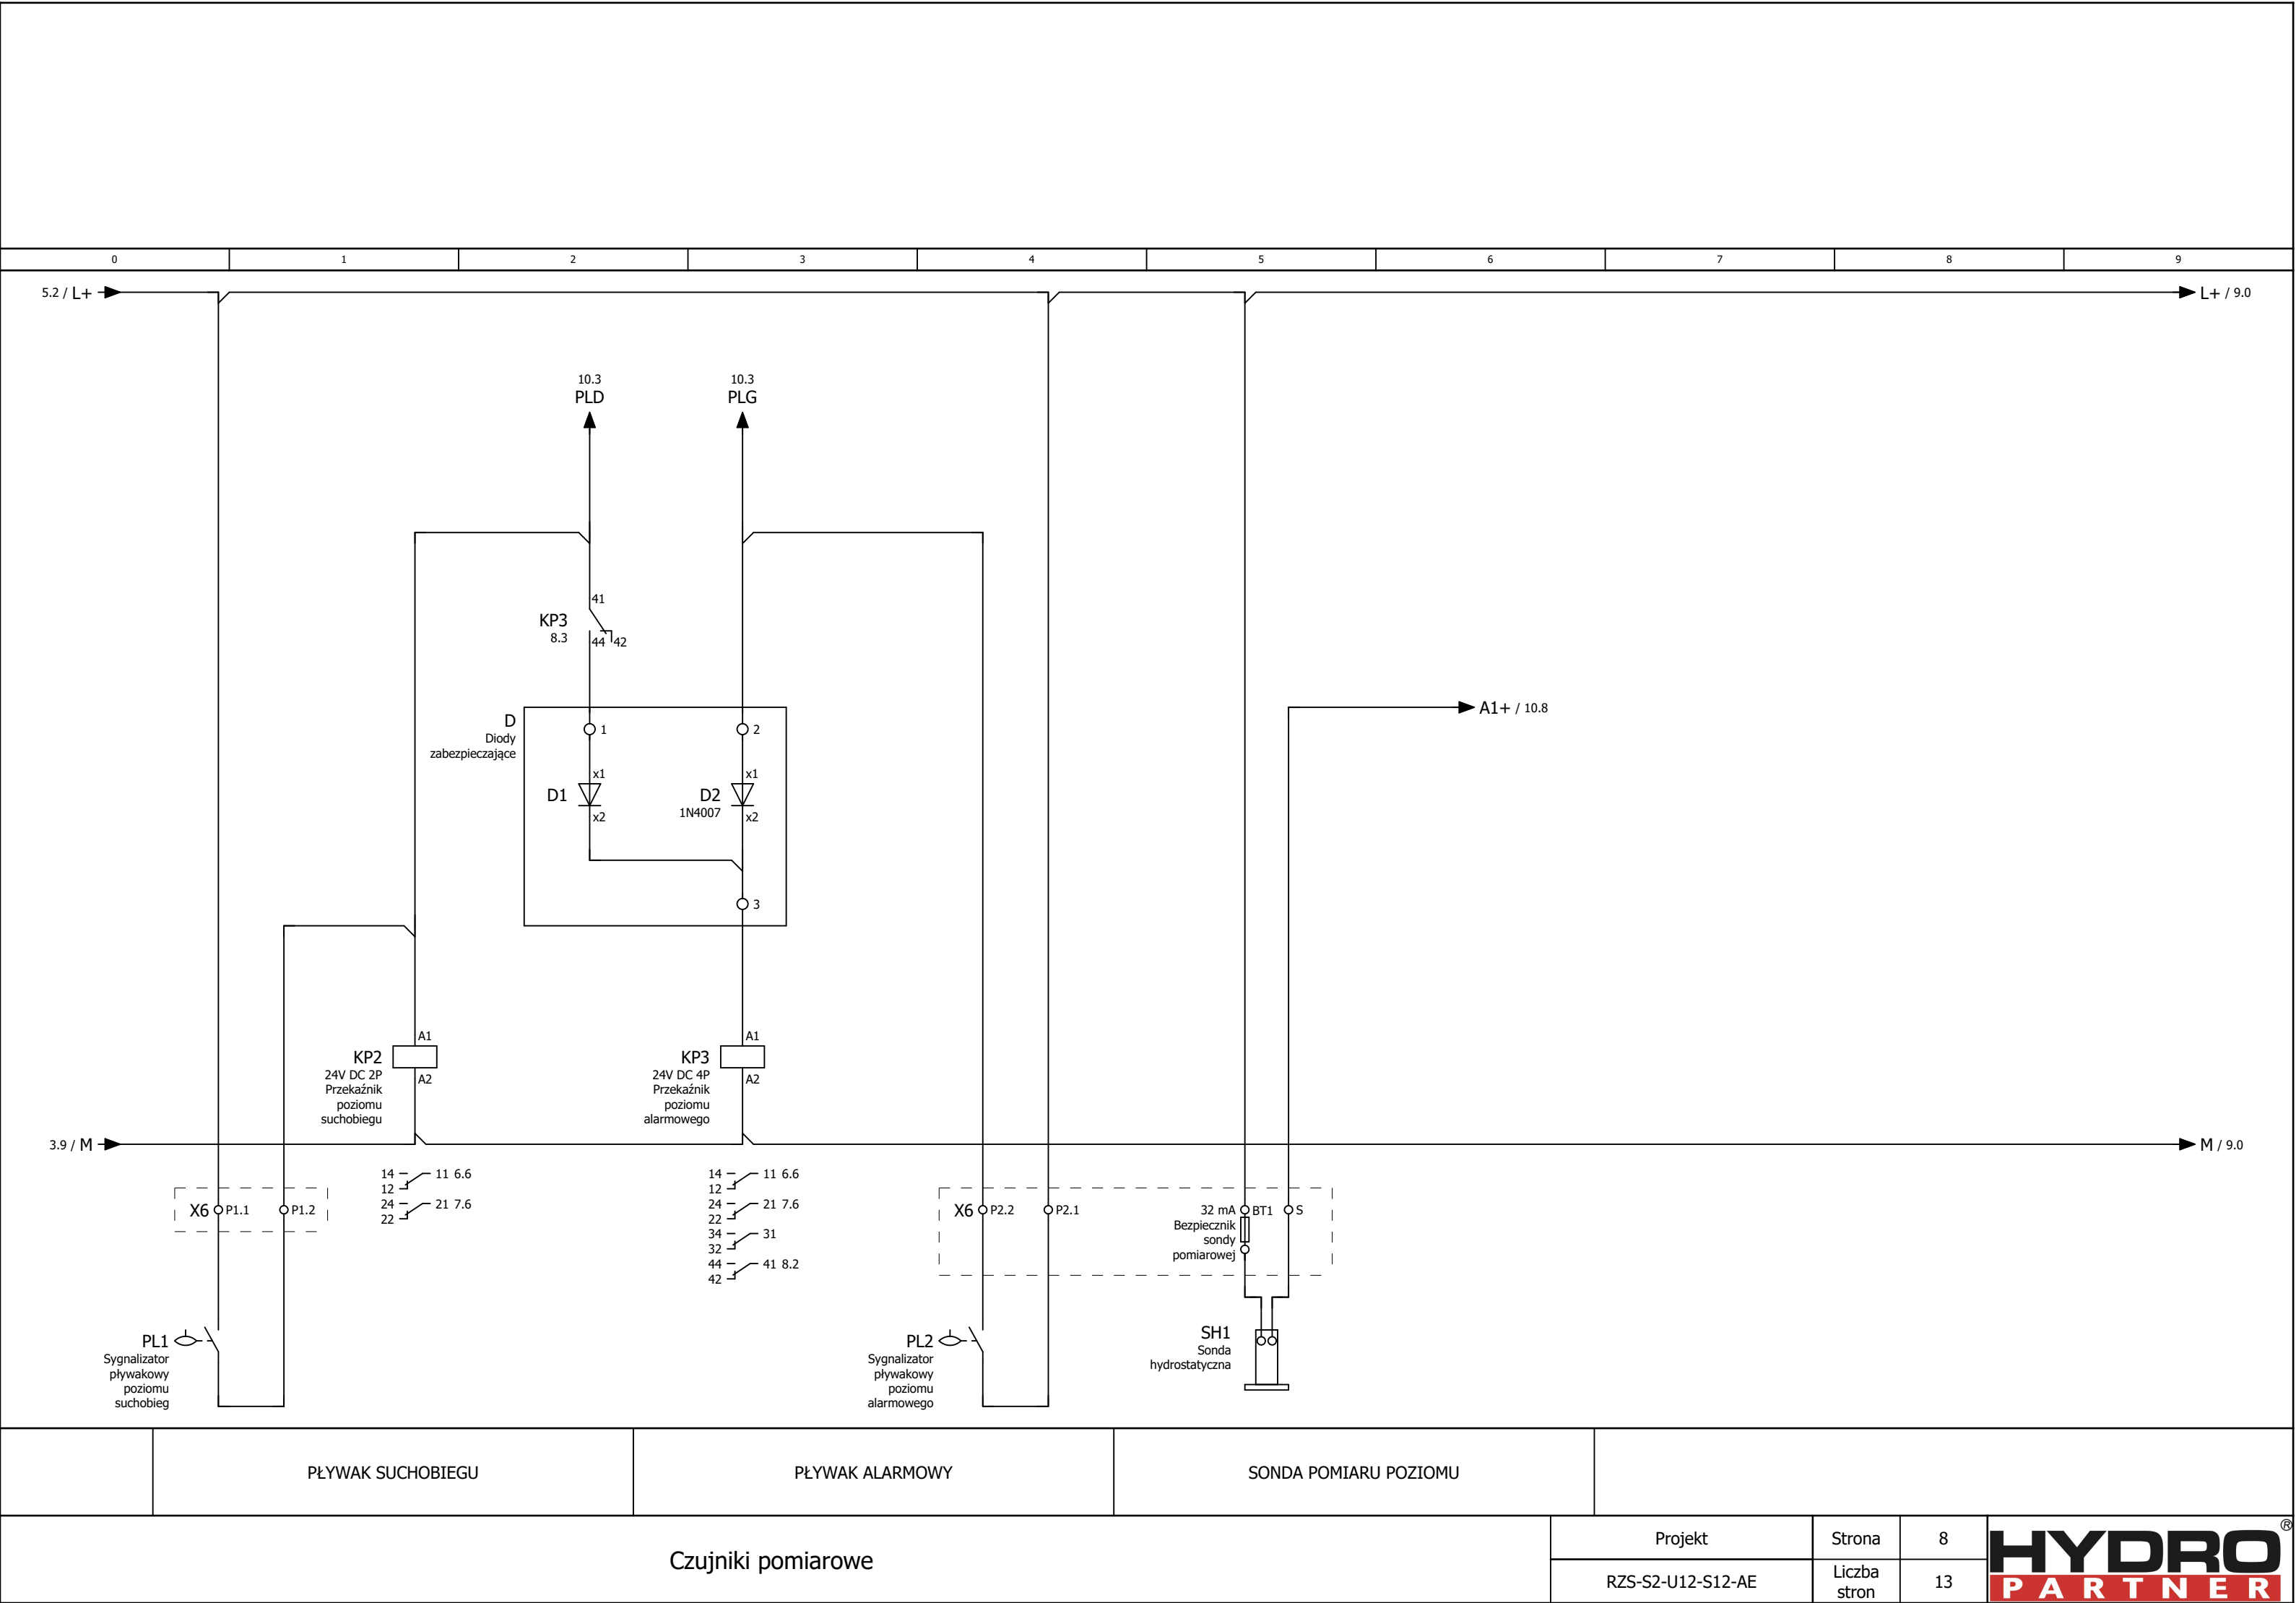 0 1 2 3 4 5 6 7 8 9
5.2 / L+
L+ / 9.0
10.3
PLD
10.3
PLG
41
KP3
8.3
44 42
A1+ / 10.8
D
Diody
zabezpieczające
1
2
x1
D1
x2
x1
D2
1N4007
x2
3
A1
KP2
24V DC 2P
A2
Przekaźnik
poziomu
suchobiegu
A1
KP3
24V DC 4P
A2
Przekaźnik
poziomu
alarmowego
3.9 / M
M / 9.0
14 11 6.6
12
24 21 7.6
22
14 11 6.6
12
24 21 7.6
22
34 31
32
44 41 8.2
42
X6 P1.1 P1.2
X6 P2.2 P2.1
32 mA BT1 S
Bezpiecznik
sondy
pomiarowej
PL1
Sygnalizator
pływakowy
poziomu
suchobieg
PL2
Sygnalizator
pływakowy
poziomu
alarmowego
SH1
Sonda
hydrostatyczna
PŁYWAK SUCHOBIEGU
PŁYWAK ALARMOWY
SONDA POMIARU POZIOMU
Czujniki pomiarowe
Projekt
RZS-S2-U12-S12-AE
Strona 8
Liczba
stron
13
HYDRO ®
PARTNER